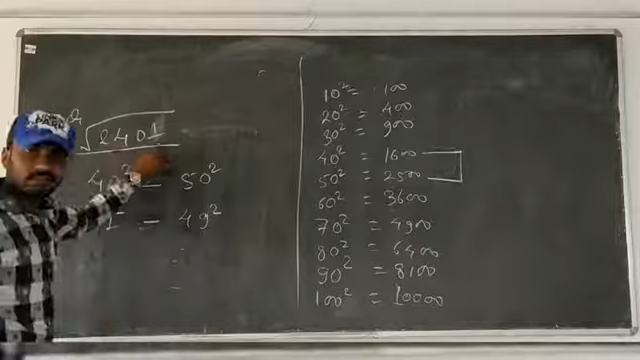 √2401
40² – 50²
1 – 49²
10² = 100
20² = 400
30² = 900
40² = 1600
50² = 2500
60² = 3600
70² = 4900
80² = 6400
90² = 8100
100² = 10000